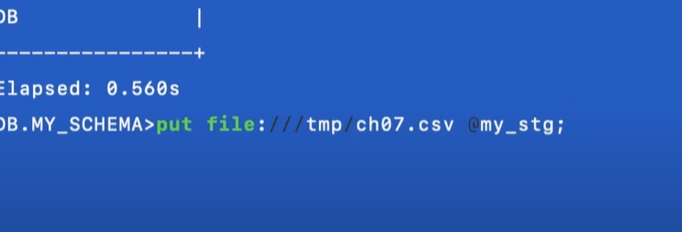 DB |
----------------+
Elapsed: 0.560s
DB.MY_SCHEMA>put file:///tmp/ch07.csv @my_stg;